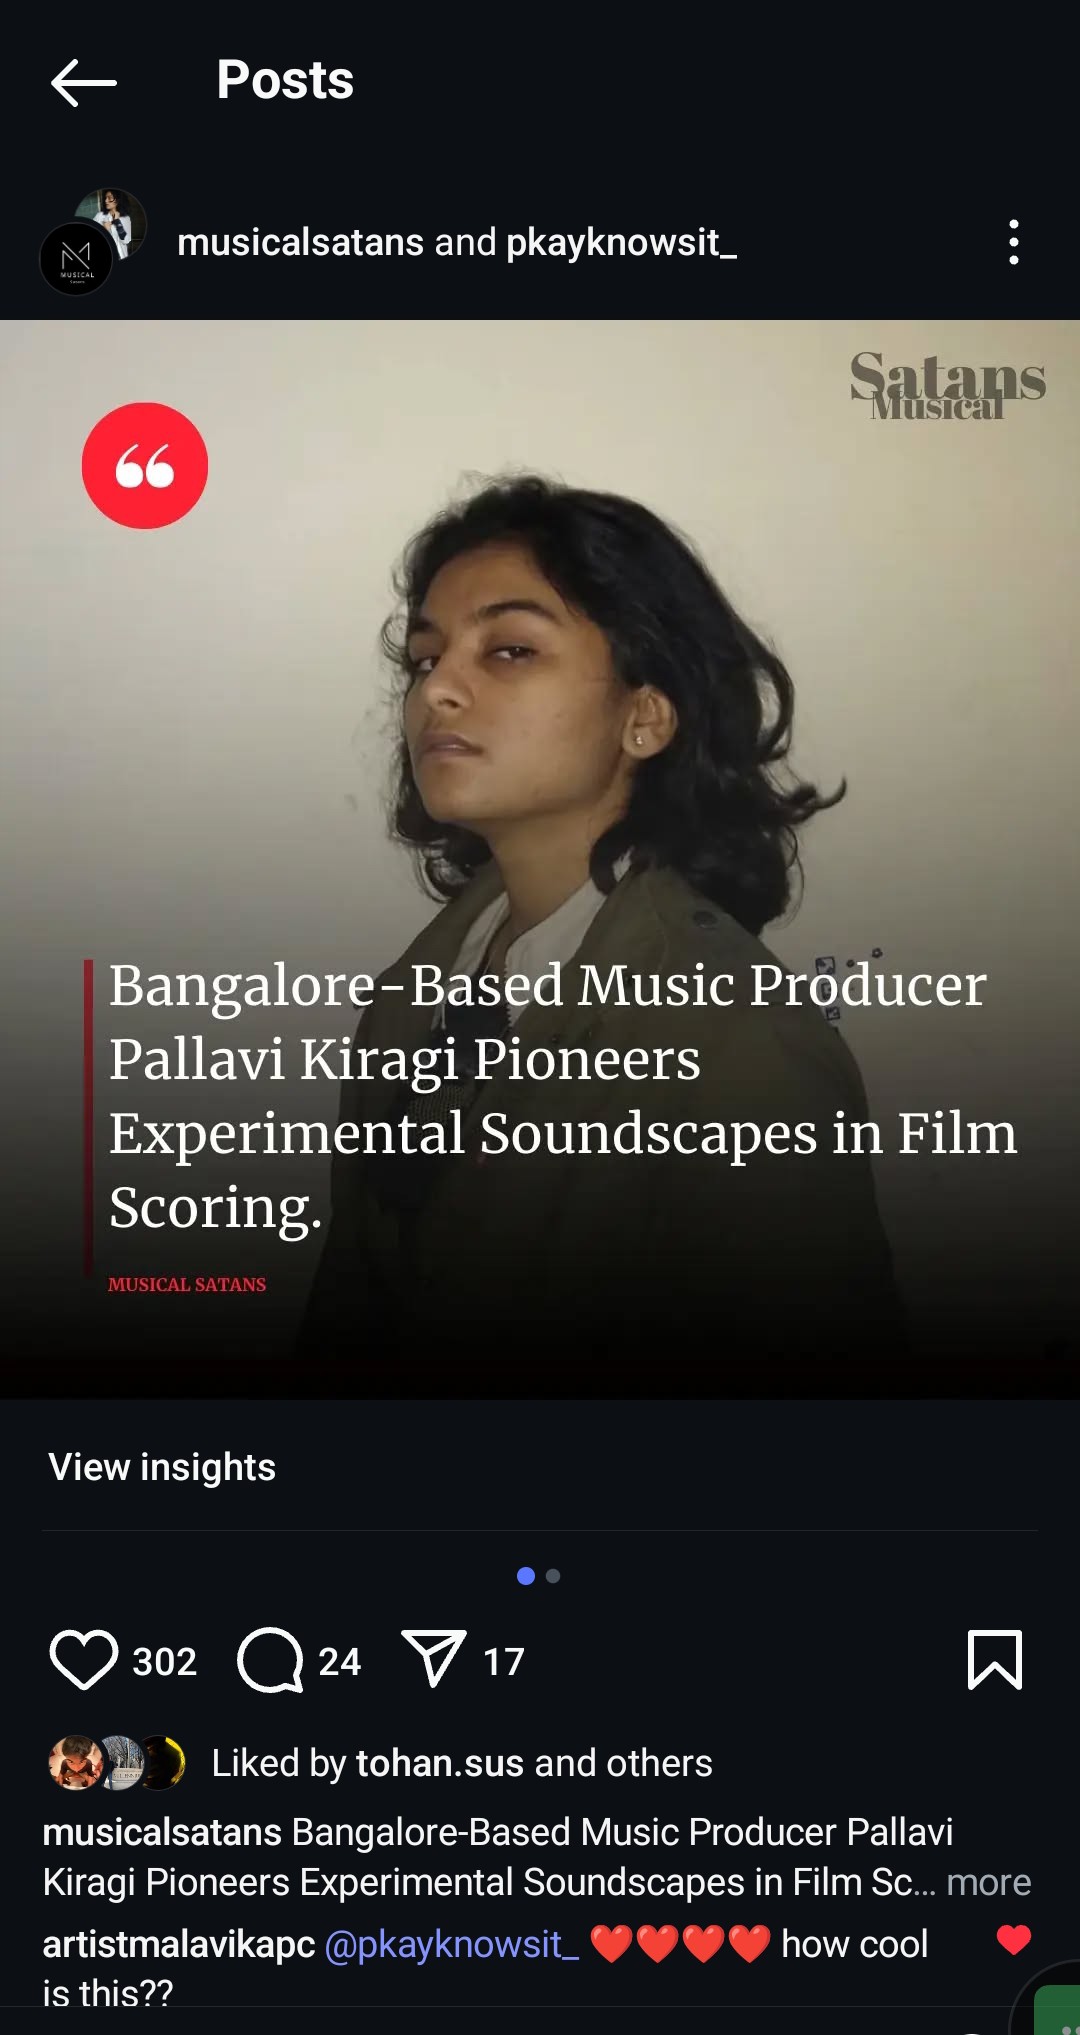 Posts
musicalsatans and pkayknowsit_
MUSICAL
Satans
Musical
Bangalore-Based Music Producer
Pallavi Kiragi Pioneers
Experimental Soundscapes in Film
Scoring.
MUSICAL SATANS
View insights
302 24 17
Liked by tohan.sus and others
musicalsatans Bangalore-Based Music Producer Pallavi
Kiragi Pioneers Experimental Soundscapes in Film Sc... more
artistmalavikapc @pkayknowsit_ ❤️❤️❤️❤️ how cool
is this??